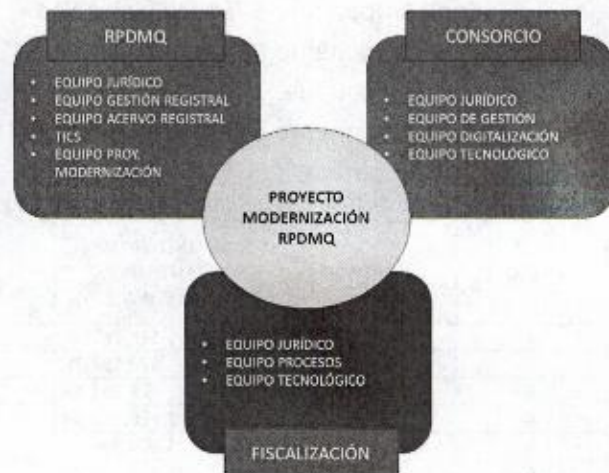 RPDMQ
• EQUIPO JURÍDICO
• EQUIPO GESTIÓN REGISTRAL
• EQUIPO ACERVO REGISTRAL
• TICS
• EQUIPO PROY. MODERNIZACIÓN
CONSORCIO
• EQUIPO JURÍDICO
• EQUIPO DE GESTIÓN
• EQUIPO DIGITALIZACIÓN
• EQUIPO TECNOLÓGICO
PROYECTO
MODERNIZACIÓN
RPDMQ
• EQUIPO JURÍDICO
• EQUIPO PROCESOS
• EQUIPO TECNOLÓGICO
FISCALIZACIÓN